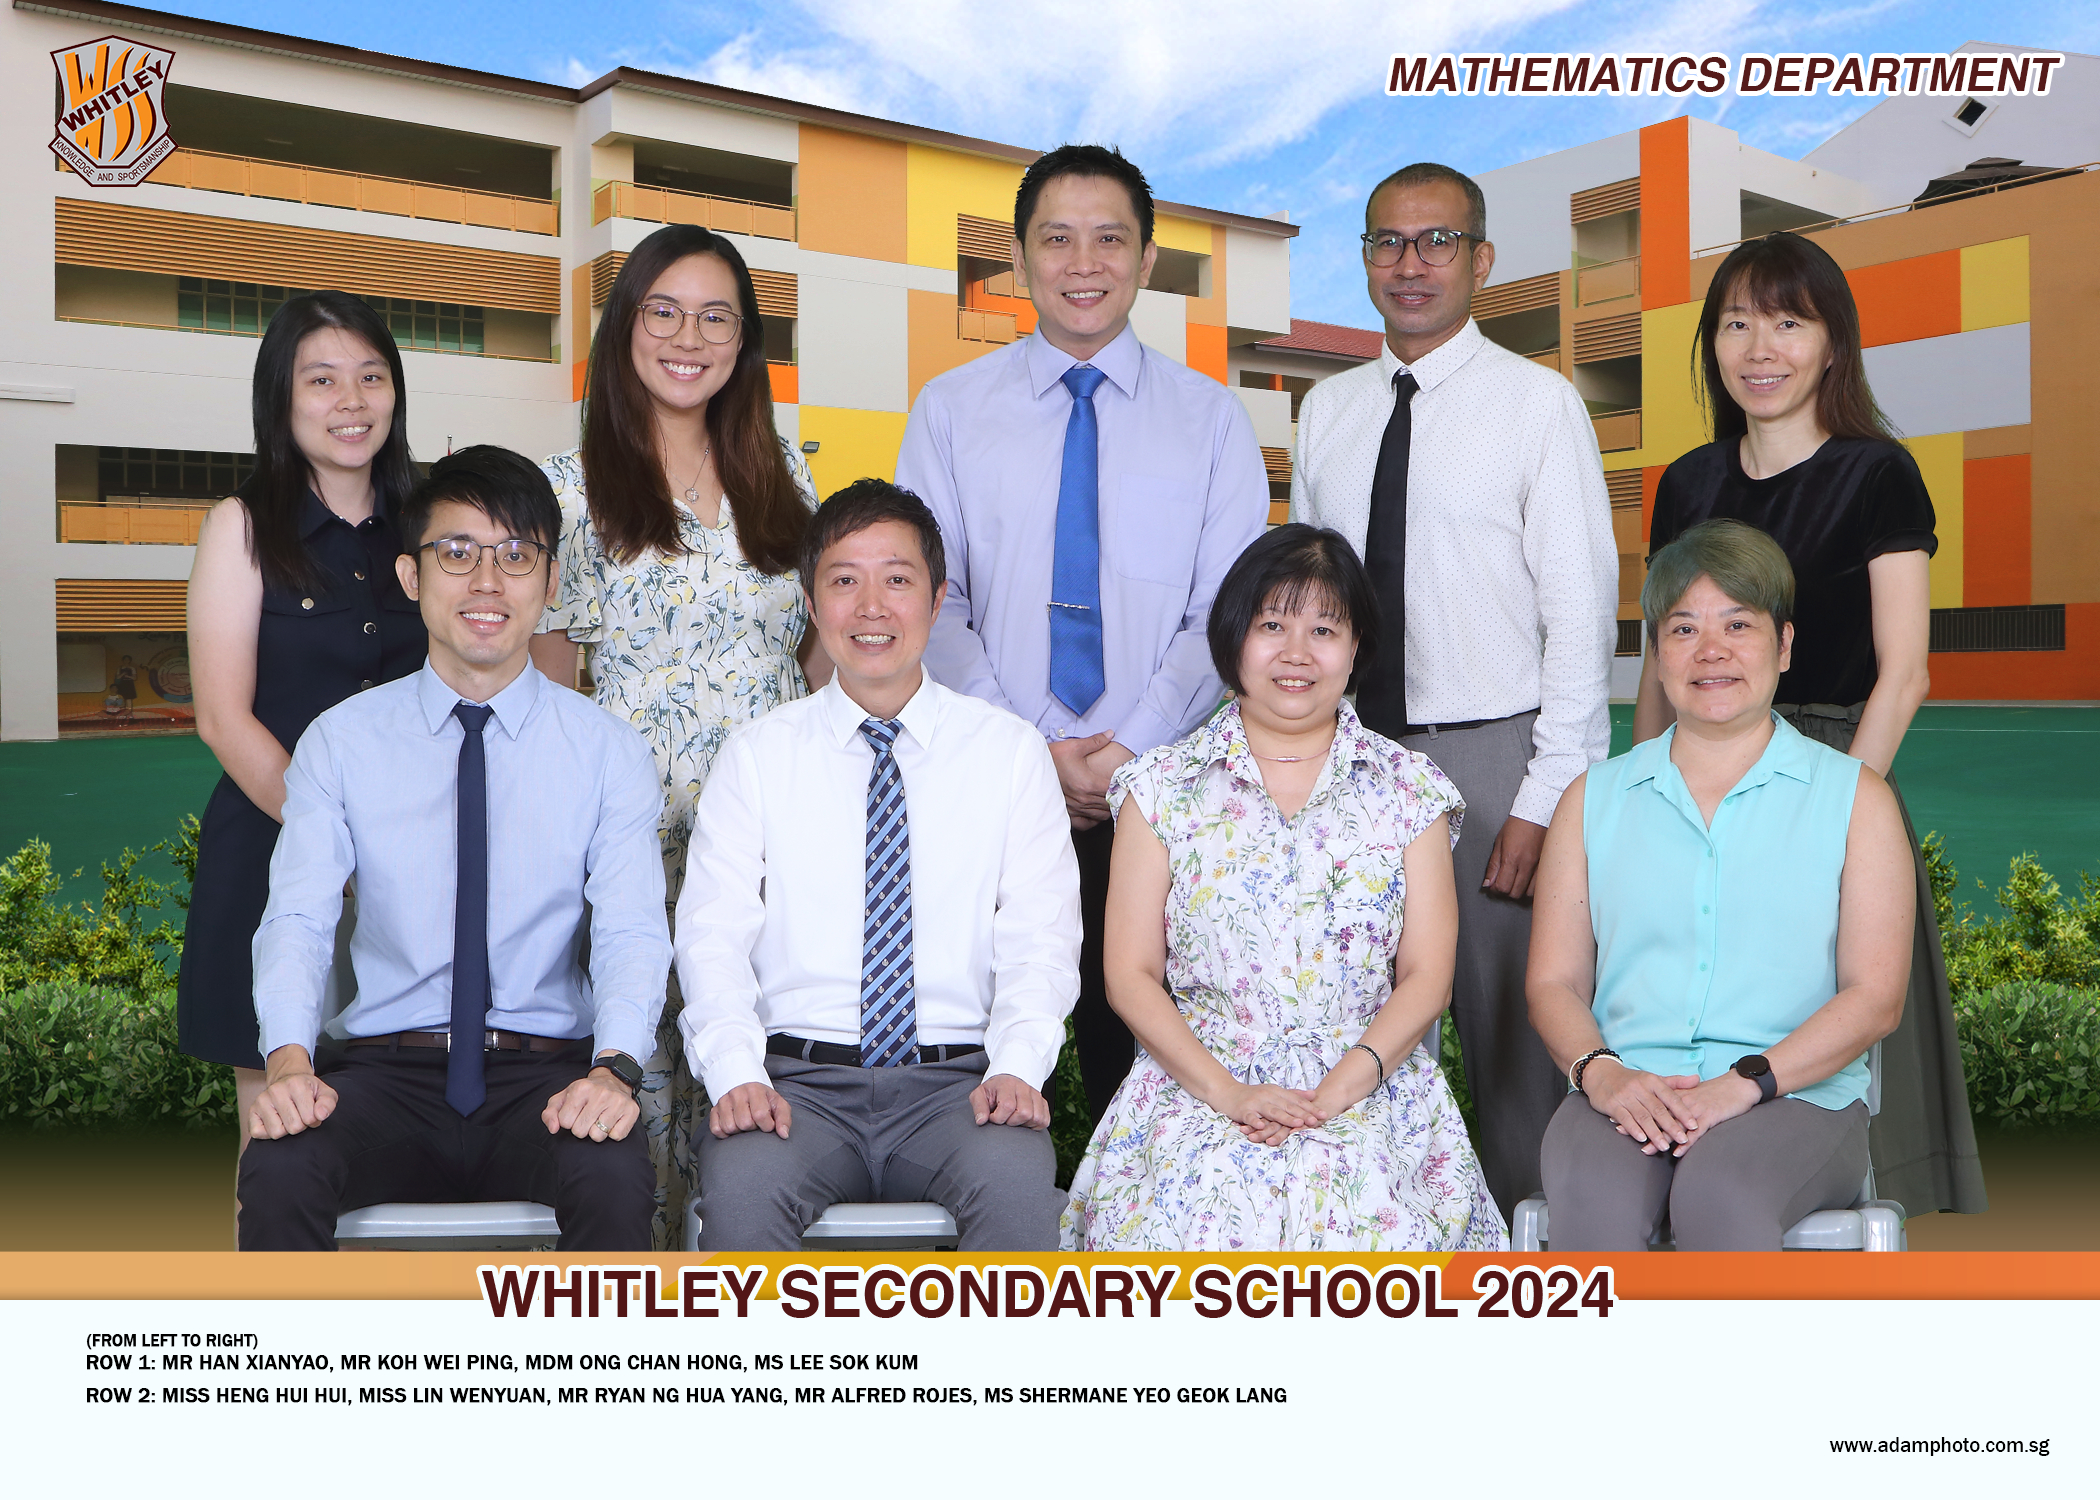 WSS
WHITLEY
KNOWLEDGE AND SPORTSMANSHIP
MATHEMATICS DEPARTMENT
WHITLEY SECONDARY SCHOOL 2024
(FROM LEFT TO RIGHT)
ROW 1: MR HAN XIANYAO, MR KOH WEI PING, MDM ONG CHAN HONG, MS LEE SOK KUM
ROW 2: MISS HENG HUI HUI, MISS LIN WENYUAN, MR RYAN NG HUA YANG, MR ALFRED ROJES, MS SHERMANE YEO GEOK LANG
www.adamphoto.com.sg